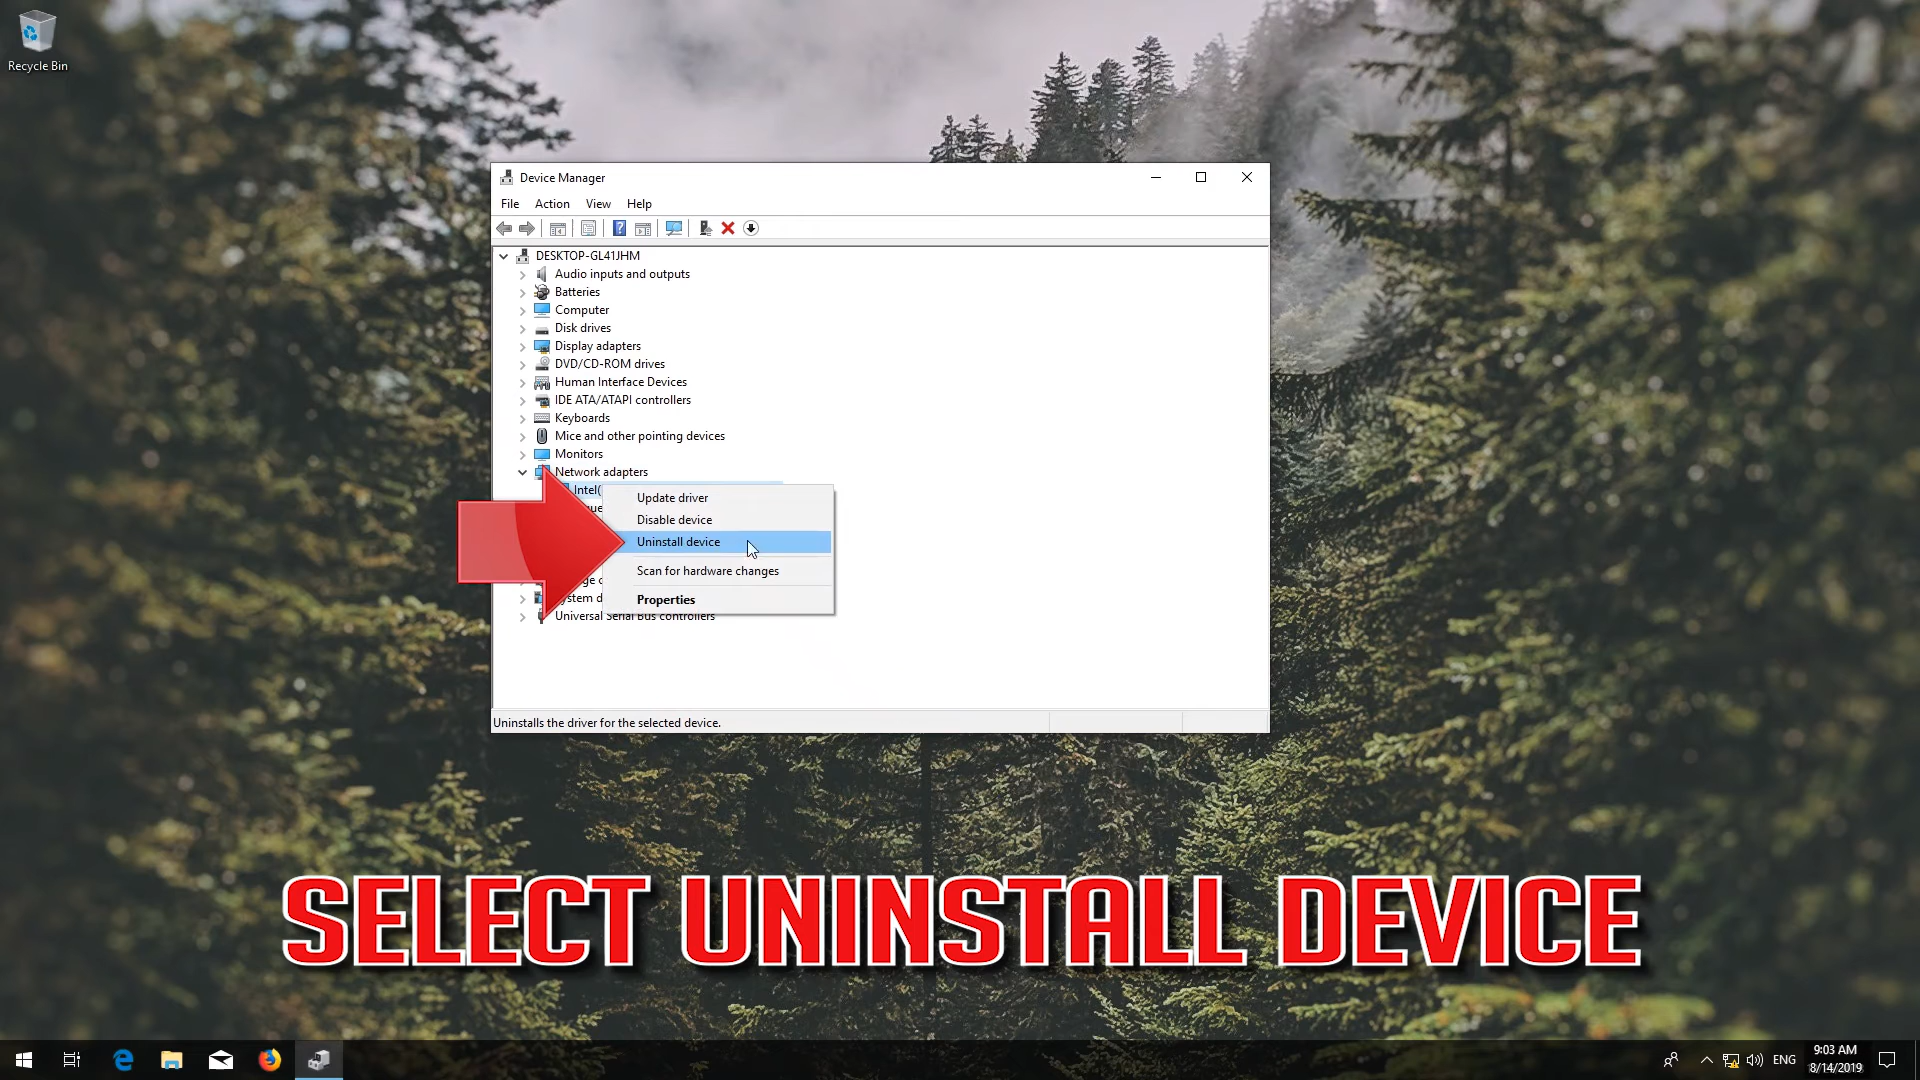 Recycle Bin
Device Manager
File Action View Help
DESKTOP-GL41JHM
Audio inputs and outputs
Batteries
Computer
Disk drives
Display adapters
DVD/CD-ROM drives
Human Interface Devices
IDE ATA/ATAPI controllers
Keyboards
Mice and other pointing devices
Monitors
Network adapters
Intel(
Update driver
Disable device
Uninstall device
Scan for hardware changes
Properties
Universal Serial Bus controllers
Uninstalls the driver for the selected device.
SELECT UNINSTALL DEVICE
ENG
9:03 AM
8/14/2019